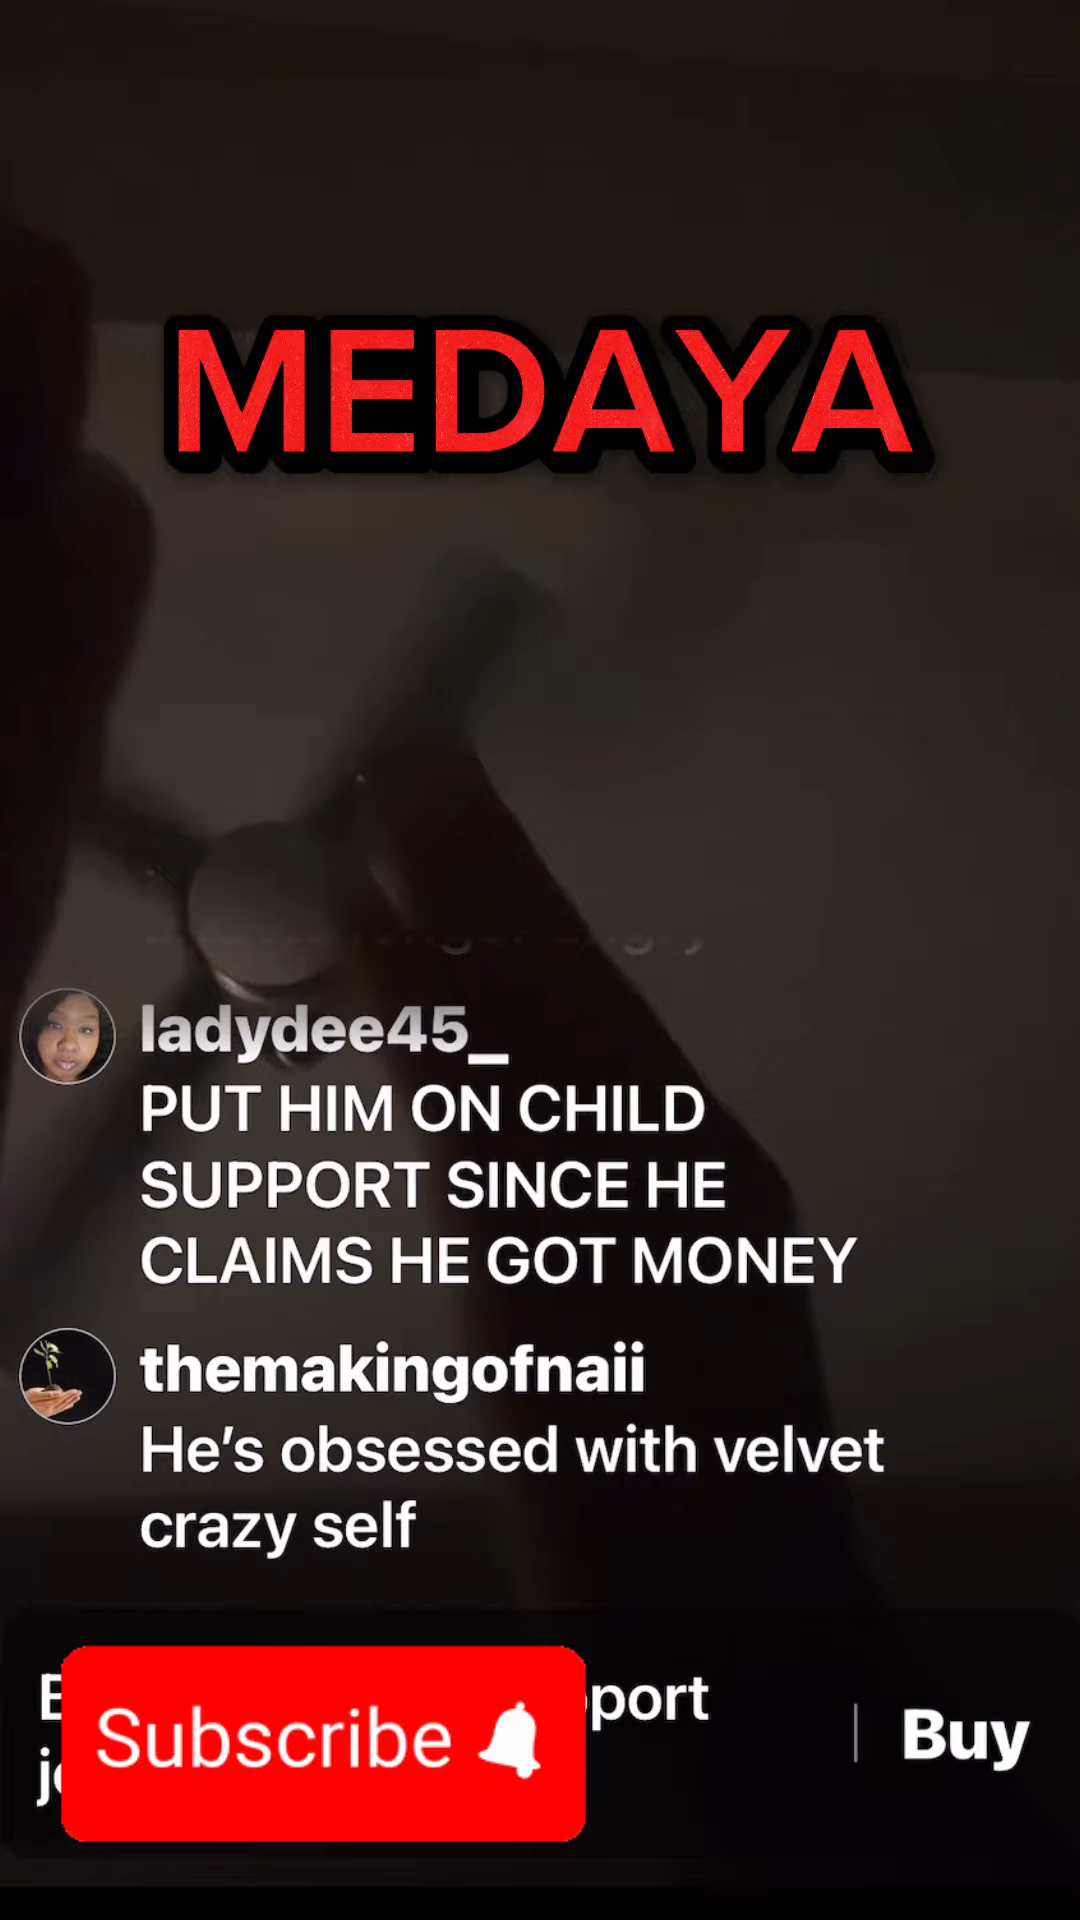 MEDAYA
ladydee45_
PUT HIM ON CHILD
SUPPORT SINCE HE
CLAIMS HE GOT MONEY
themakingofnaii
He's obsessed with velvet
crazy self
Subscribe
Buy